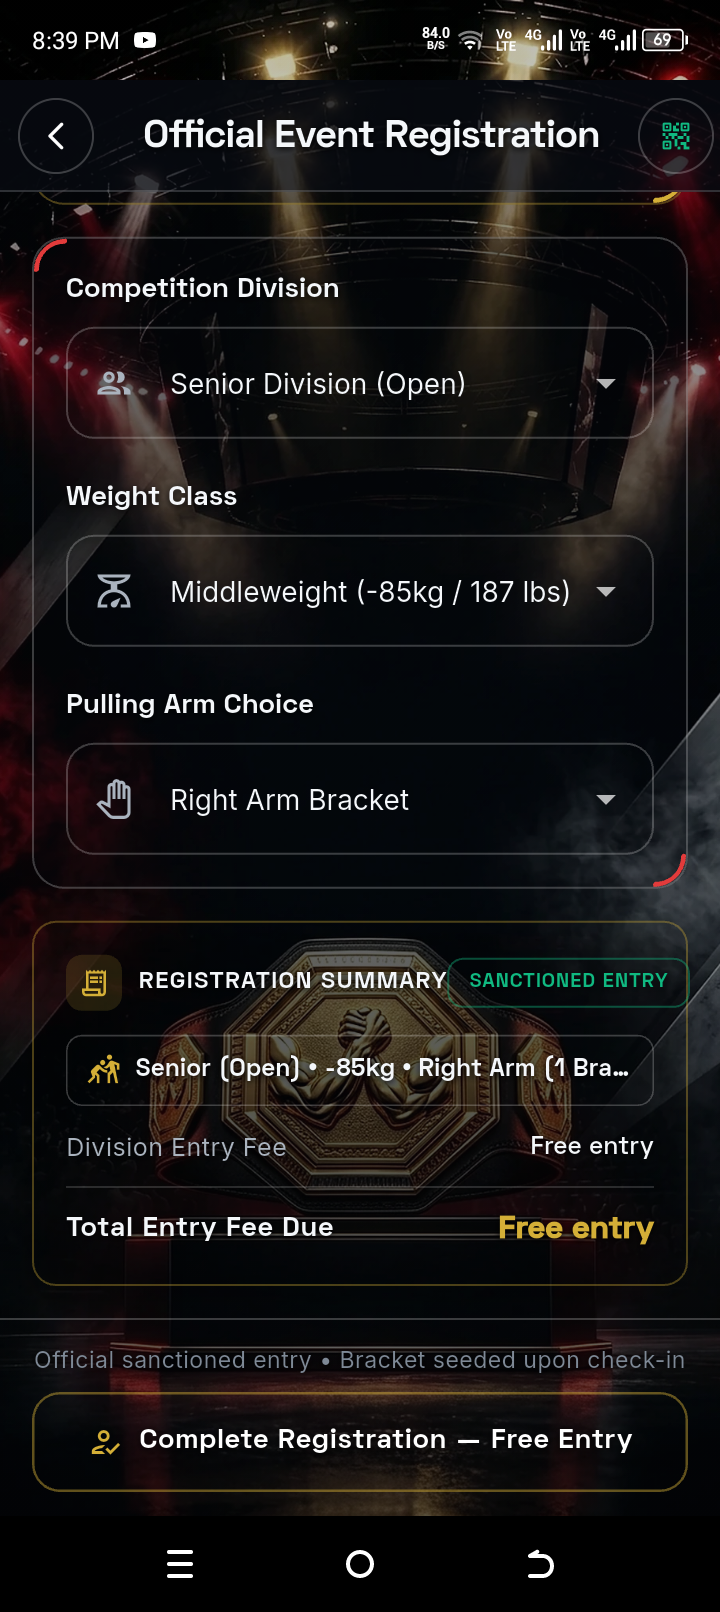 8:39 PM
84.0 B/S
Vo LTE 4G Vo LTE 4G 69
Official Event Registration
Competition Division
Senior Division (Open)
Weight Class
Middleweight (-85kg / 187 lbs)
Pulling Arm Choice
Right Arm Bracket
REGISTRATION SUMMARY SANCTIONED ENTRY
Senior (Open) • -85kg • Right Arm (1 Bra...
Division Entry Fee Free entry
Total Entry Fee Due Free entry
Official sanctioned entry • Bracket seeded upon check-in
Complete Registration — Free Entry